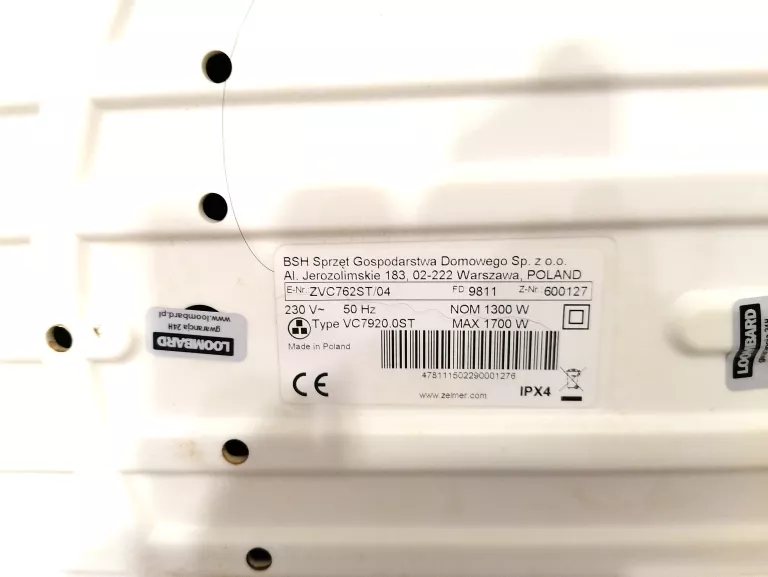 BSH Sprzęt Gospodarstwa Domowego Sp. z o.o.
Al. Jerozolimskie 183, 02-222 Warszawa, POLAND
E-Nr. ZVC762ST/04 FD 9811 Z-Nr. 600127
230 V~ 50 Hz NOM 1300 W
Type VC7920.0ST MAX 1700 W
Made in Poland
478111502290001276
CE
www.zelmer.com IPX4
LOOMBARD
gwarancja 24H
www.loombard.pl
LOOMBARD